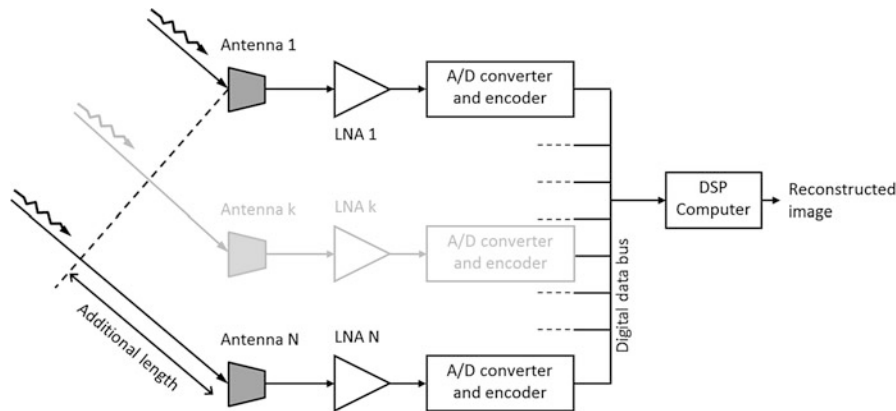 Antenna 1
LNA 1
A/D converter
and encoder
Antenna k
LNA k
A/D converter
and encoder
Antenna N
LNA N
A/D converter
and encoder
Additional length
Digital data bus
DSP
Computer
Reconstructed
image